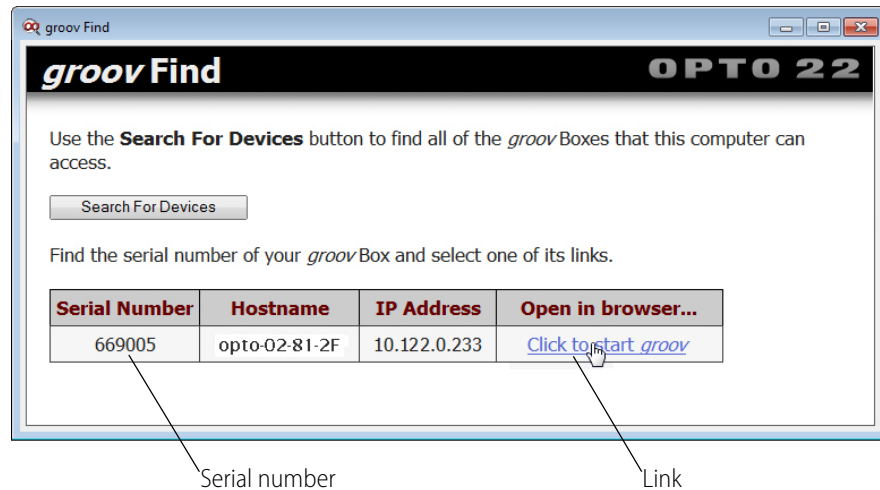 groov Find
groov Find
OPTO 22
Use the Search For Devices button to find all of the groov Boxes that this computer can
access.
Search For Devices
Find the serial number of your groov Box and select one of its links.
Serial Number Hostname IP Address Open in browser...
669005 opto-02-81-2F 10.122.0.233 Click to start groov
Serial number Link